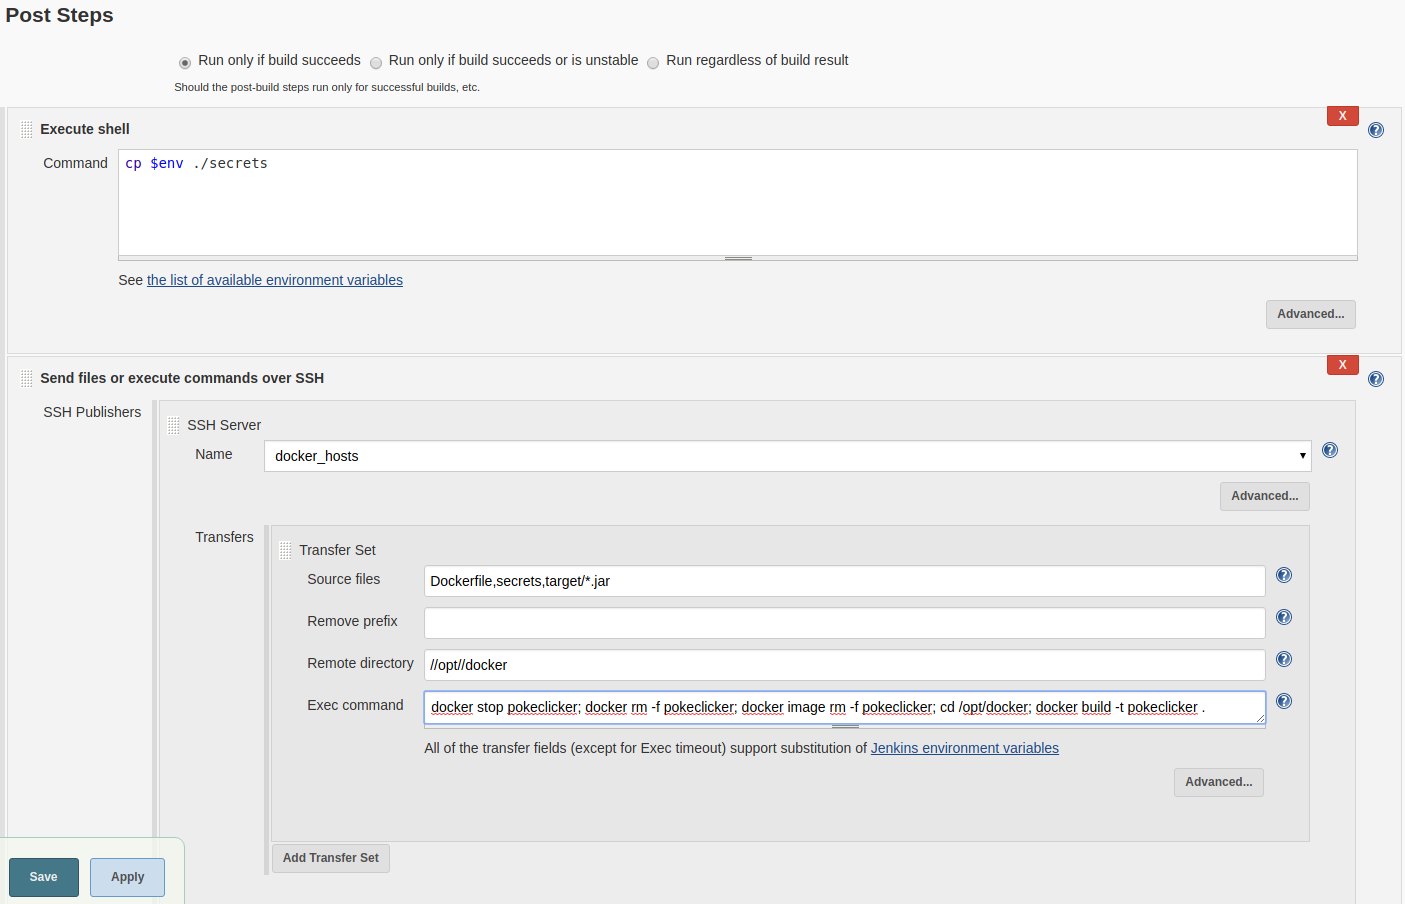 Post Steps
Run only if build succeeds Run only if build succeeds or is unstable Run regardless of build result
Should the post-build steps run only for successful builds, etc.
X
Execute shell
Command
cp $env ./secrets
See the list of available environment variables
Advanced...
X
Send files or execute commands over SSH
SSH Publishers
SSH Server
Name
docker_hosts
Advanced...
Transfers
Transfer Set
Source files
Dockerfile,secrets,target/*.jar
Remove prefix
Remote directory
//opt//docker
Exec command
docker stop pokeclicker; docker rm -f pokeclicker; docker image rm -f pokeclicker; cd /opt/docker; docker build -t pokeclicker .
All of the transfer fields (except for Exec timeout) support substitution of Jenkins environment variables
Advanced...
Add Transfer Set
Save Apply